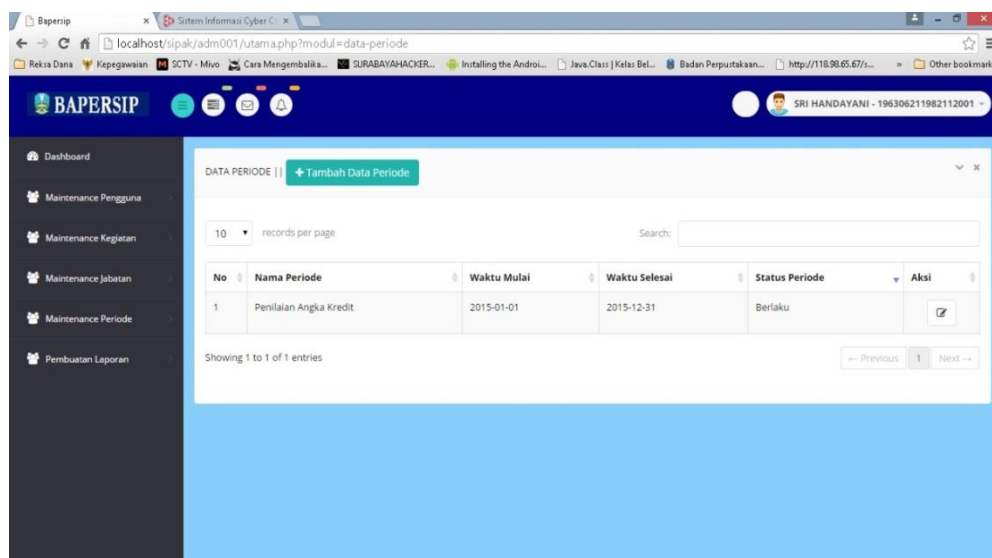 Bapersip
Sistem Informasi Cyber C
localhost/sipak/adm001/utama.php?modul=data-periode
Reksa Dana Kepegawaian SCTV - Mivo Cara Mengembalika... SURABAYAHACKER... Installing the Androi... Java.Class | Kelas Bel... Badan Perpustakaan... http://118.98.65.67/s... » Other bookmark
BAPERSIP SRI HANDAYANI - 196306211982112001
Dashboard
Maintenance Pengguna
Maintenance Kegiatan
Maintenance Jabatan
Maintenance Periode
Pembuatan Laporan
DATA PERIODE || + Tambah Data Periode
10 records per page Search:
No Nama Periode Waktu Mulai Waktu Selesai Status Periode Aksi
1 Penilaian Angka Kredit 2015-01-01 2015-12-31 Berlaku
Showing 1 to 1 of 1 entries ← Previous 1 Next →